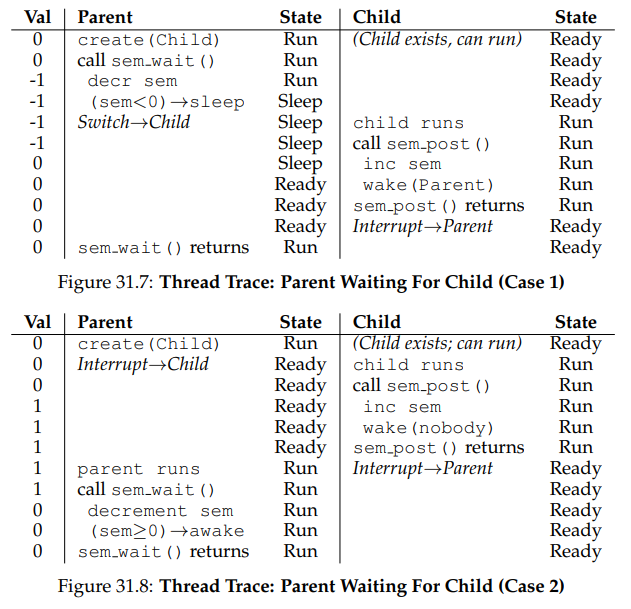 Val Parent State Child State
0 create(Child) Run (Child exists, can run) Ready
0 call sem_wait() Run Ready
-1 decr sem Run Ready
-1 (sem<0)→sleep Sleep Ready
-1 Switch→Child Sleep child runs Run
-1 Sleep call sem_post() Run
0 Sleep inc sem Run
0 Ready wake(Parent) Run
0 Ready sem_post() returns Run
0 Ready Interrupt→Parent Ready
0 sem_wait() returns Run Ready
Figure 31.7: Thread Trace: Parent Waiting For Child (Case 1)
Val Parent State Child State
0 create(Child) Run (Child exists; can run) Ready
0 Interrupt→Child Ready child runs Run
0 Ready call sem_post() Run
1 Ready inc sem Run
1 Ready wake(nobody) Run
1 Ready sem_post() returns Run
1 parent runs Run Interrupt→Parent Ready
1 call sem_wait() Run Ready
0 decrement sem Run Ready
0 (sem≥0)→awake Run Ready
0 sem_wait() returns Run Ready
Figure 31.8: Thread Trace: Parent Waiting For Child (Case 2)